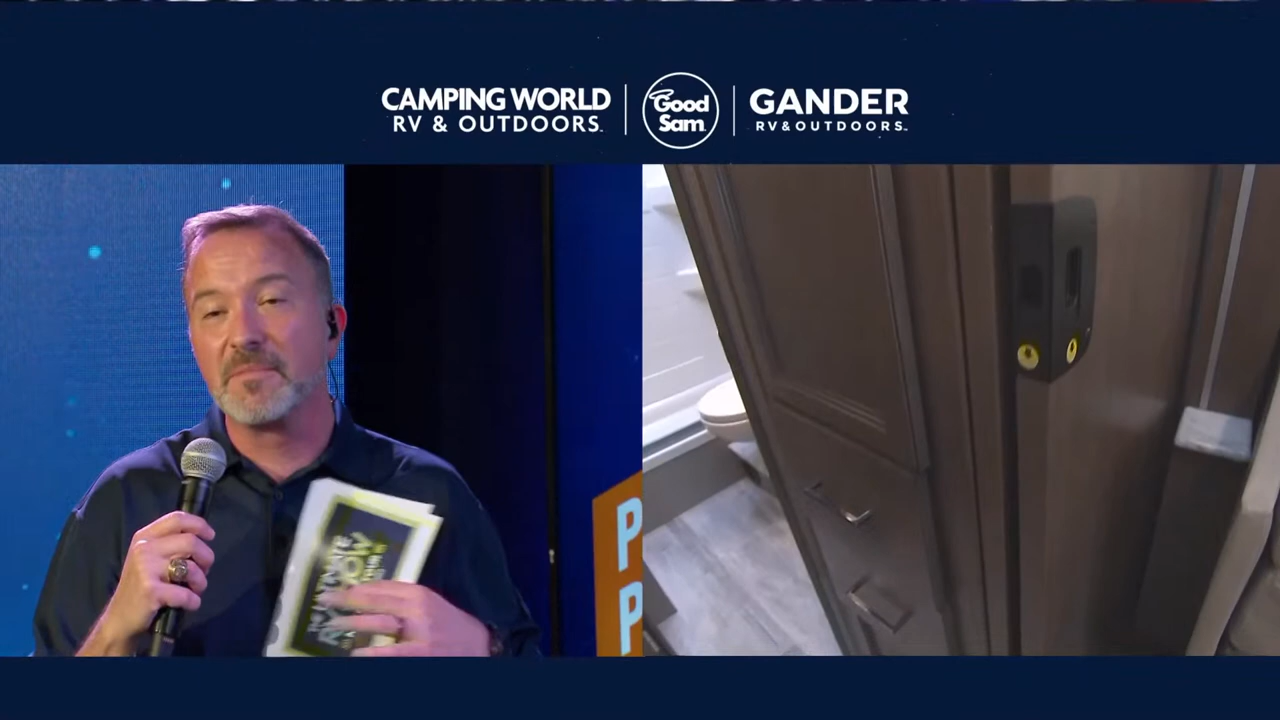 CAMPING WORLD
RV & OUTDOORS
Good
Sam
GANDER
RV&OUTDOORS
P
P